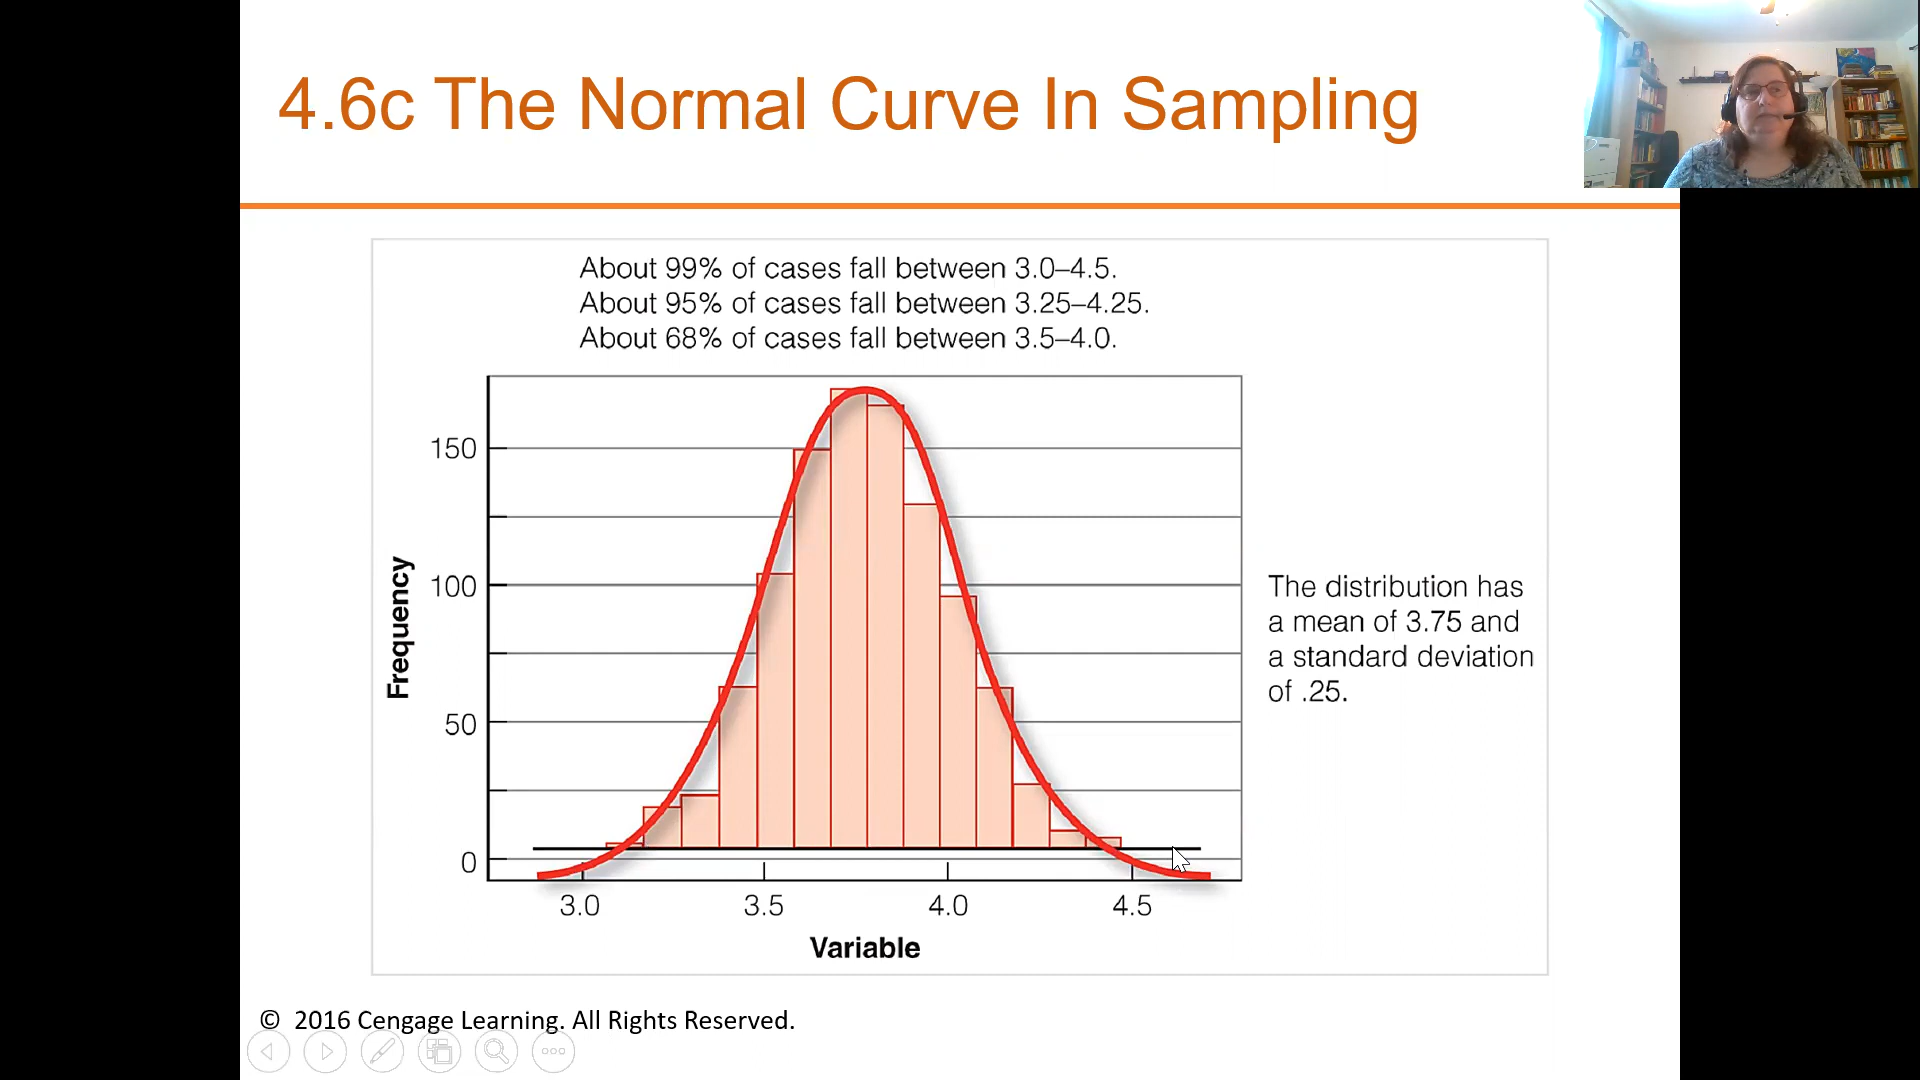 4.6c The Normal Curve In Sampling
About 99% of cases fall between 3.0–4.5.
About 95% of cases fall between 3.25–4.25.
About 68% of cases fall between 3.5–4.0.
150
100
50
0
Frequency
3.0 3.5 4.0 4.5
Variable
The distribution has
a mean of 3.75 and
a standard deviation
of .25.
© 2016 Cengage Learning. All Rights Reserved.